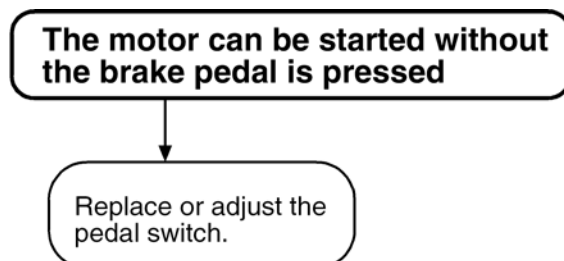 The motor can be started without
the brake pedal is pressed
Replace or adjust the
pedal switch.